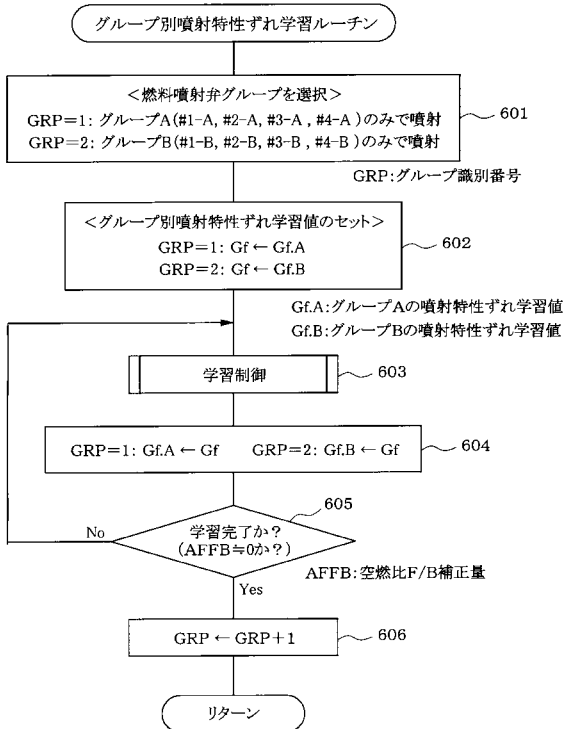 グループ別噴射特性ずれ学習ルーチン
<燃料噴射弁グループを選択>
GRP=1: グループA(#1-A, #2-A, #3-A , #4-A)のみで噴射
GRP=2: グループB(#1-B, #2-B, #3-B , #4-B)のみで噴射
601
GRP:グループ識別番号
<グループ別噴射特性ずれ学習値のセット>
GRP=1: Gf ← Gf.A
GRP=2: Gf ← Gf.B
602
Gf.A:グループAの噴射特性ずれ学習値
Gf.B:グループBの噴射特性ずれ学習値
学習制御
603
GRP=1: Gf.A ← Gf GRP=2: Gf.B ← Gf
604
605
学習完了か?
(AFFB≒0か?)
No
AFFB:空燃比F/B補正量
Yes
GRP ← GRP+1
606
リターン